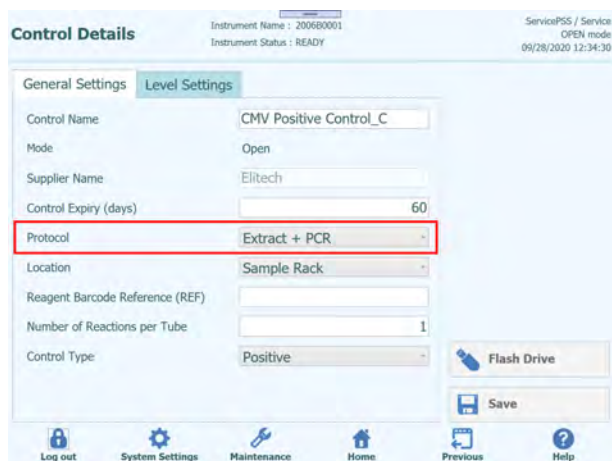 Control Details
Instrument Name : 2006B0001
Instrument Status : READY
ServicePSS / Service
OPEN mode
09/28/2020 12:34:30
General Settings Level Settings
Control Name CMV Positive Control_C
Mode Open
Supplier Name Elitech
Control Expiry (days) 60
Protocol Extract + PCR
Location Sample Rack
Reagent Barcode Reference (REF)
Number of Reactions per Tube 1
Control Type Positive
Flash Drive
Save
Log out System Settings Maintenance Home Previous Help